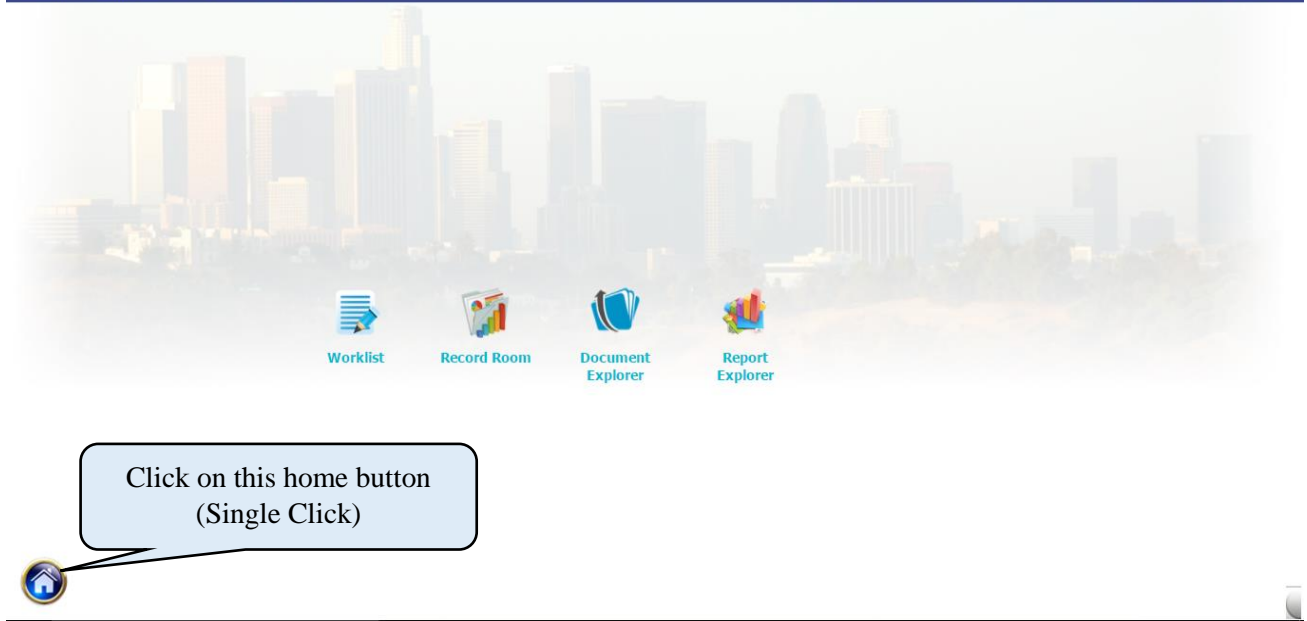 Worklist
Record Room
Document
Explorer
Report
Explorer
Click on this home button
(Single Click)